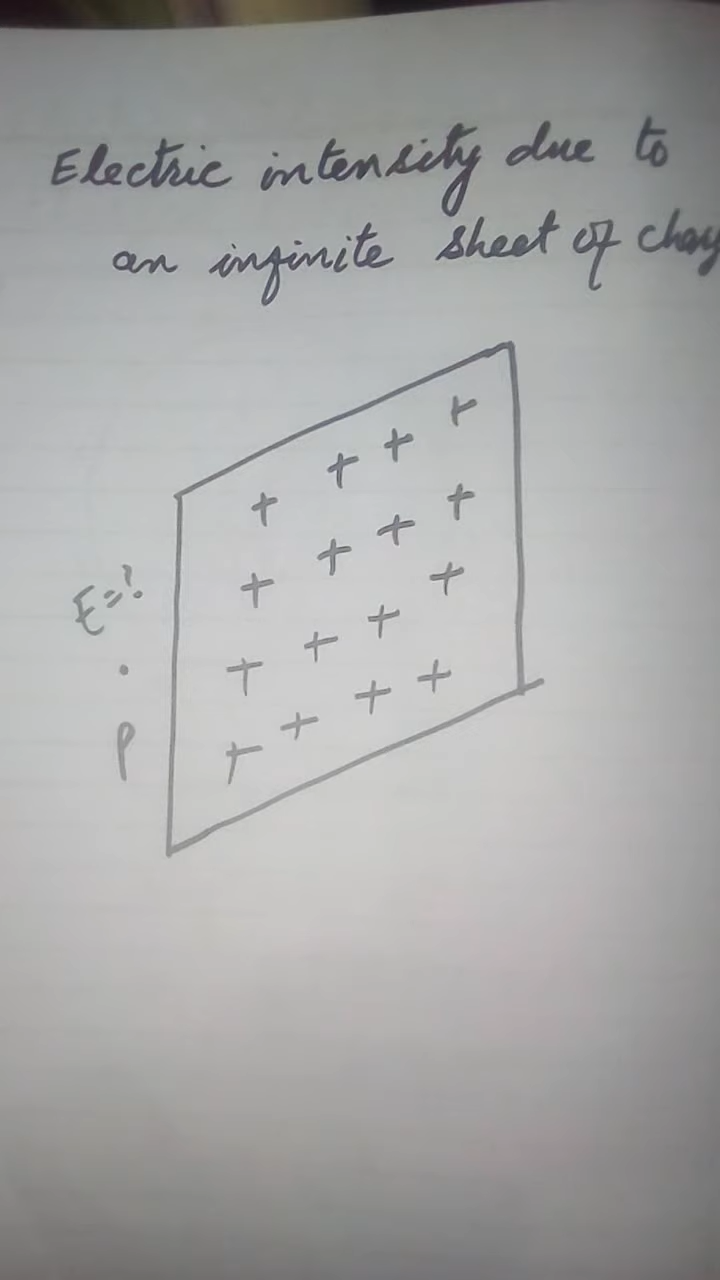 Electric intensity due to
an infinite sheet of
+ + + +
+ + + +
+ + + +
+ + + +
E=?
.
P